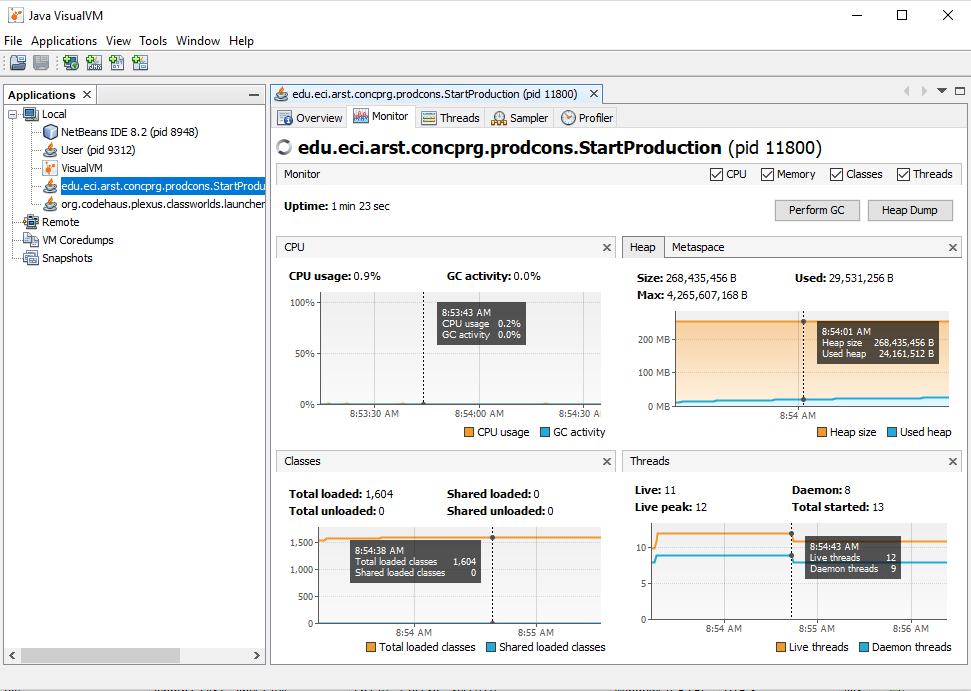 Java VisualVM
File Applications View Tools Window Help
Applications
Local
NetBeans IDE 8.2 (pid 8948)
User (pid 9312)
VisualVM
edu.eci.arst.concprg.prodcons.StartProdu
org.codehaus.plexus.classworlds.launcher
Remote
VM Coredumps
Snapshots
edu.eci.arst.concprg.prodcons.StartProduction (pid 11800)
Overview Monitor Threads Sampler Profiler
edu.eci.arst.concprg.prodcons.StartProduction (pid 11800)
Monitor CPU Memory Classes Threads
Uptime: 1 min 23 sec
Perform GC Heap Dump
CPU
CPU usage: 0.9% GC activity: 0.0%
100%
50%
0%
8:53:43 AM
CPU usage 0.2%
GC activity 0.0%
8:53:30 AM 8:54:00 AM 8:54:30 A
CPU usage GC activity
Heap Metaspace
Size: 268,435,456 B Used: 29,531,256 B
Max: 4,265,607,168 B
200 MB
100 MB
0 MB
8:54:01 AM
Heap size 268,435,456 B
Used heap 24,161,512 B
8:54 AM
Heap size Used heap
Classes
Total loaded: 1,604 Shared loaded: 0
Total unloaded: 0 Shared unloaded: 0
1,500
1,000
500
0
8:54:38 AM
Total loaded classes 1,604
Shared loaded classes 0
8:54 AM 8:55 AM
Total loaded classes Shared loaded classes
Threads
Live: 11 Daemon: 8
Live peak: 12 Total started: 13
10
5
0
8:54:43 AM
Live threads 12
Daemon threads 9
8:54 AM 8:55 AM 8:56 AM
Live threads Daemon threads